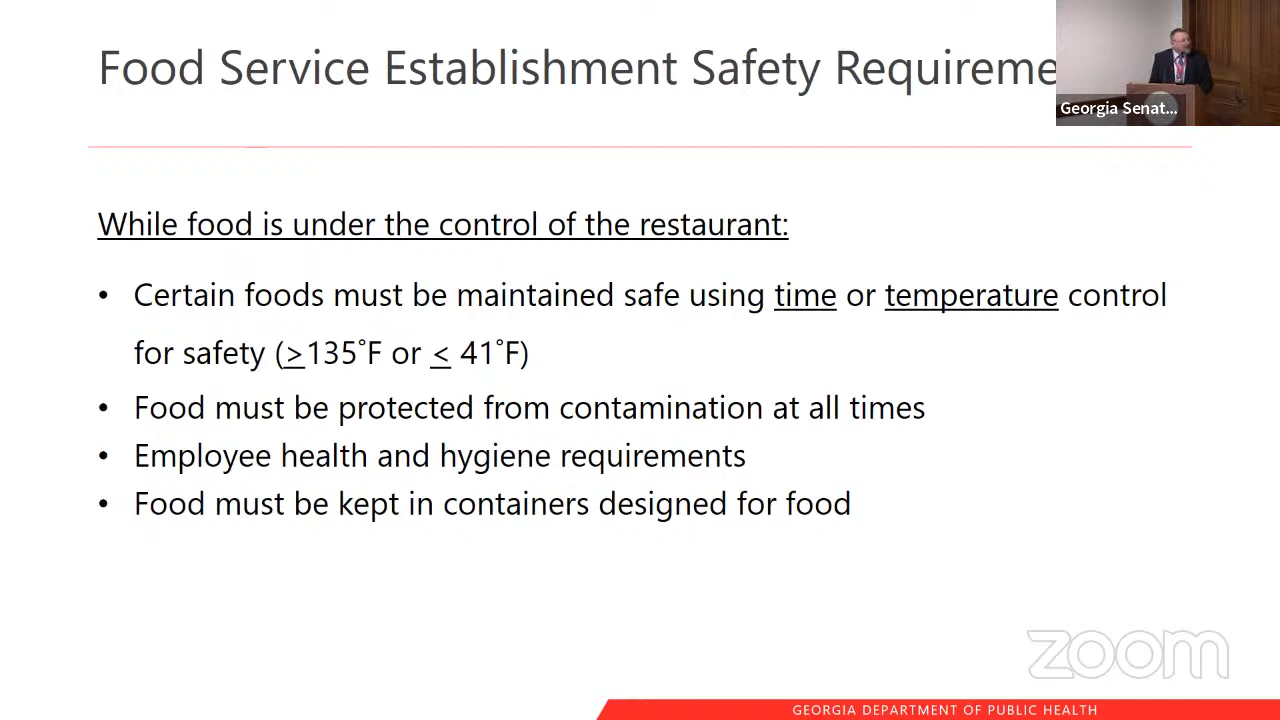 Food Service Establishment Safety Requireme
Georgia Senat...
While food is under the control of the restaurant:
• Certain foods must be maintained safe using time or temperature control
for safety (≥135°F or ≤ 41°F)
• Food must be protected from contamination at all times
• Employee health and hygiene requirements
• Food must be kept in containers designed for food
zoom
GEORGIA DEPARTMENT OF PUBLIC HEALTH